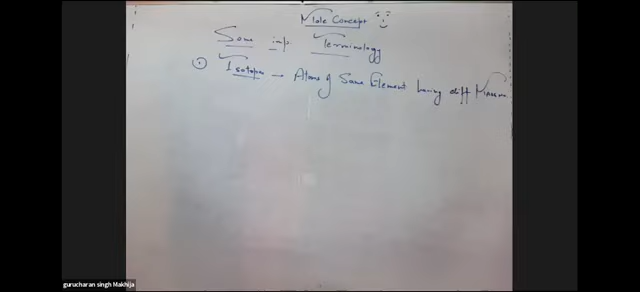 Mole Concept
Some imp. Terminology
① Isotopes → Atoms of Same Element having diff Masses
gurucharan singh Makhija